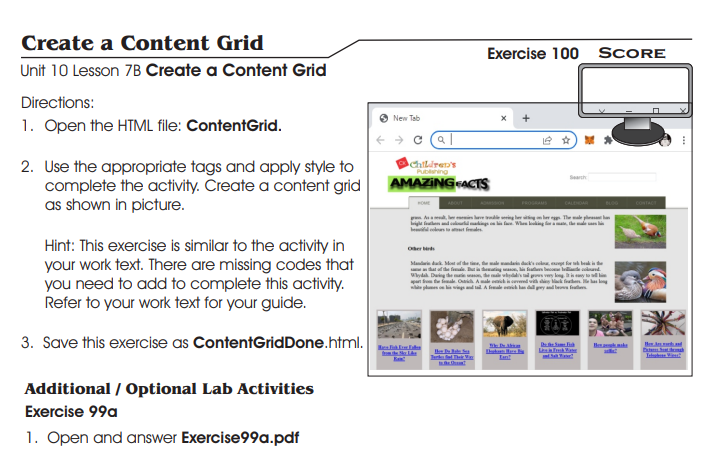 Create a Content Grid
Exercise 100 SCORE
Unit 10 Lesson 7B Create a Content Grid
Directions:
1. Open the HTML file: ContentGrid.
2. Use the appropriate tags and apply style to
complete the activity. Create a content grid
as shown in picture.
Hint: This exercise is similar to the activity in
your work text. There are missing codes that
you need to add to complete this activity.
Refer to your work text for your guide.
3. Save this exercise as ContentGridDone.html.
Additional / Optional Lab Activities
Exercise 99a
1. Open and answer Exercise99a.pdf
New Tab
Children's
Publishing
AMAZING FACTS
Search:
HOME ABOUT ADMISSION PROGRAMS CALENDAR BLOG CONTACT
grass. As a result, her enemies have trouble seeing her sitting on her eggs. The male pheasant has
bright feathers and colourful markings on his face. When looking for a mate, the male uses his
beautiful colours to attract females.
Other birds
Mandarin duck. Most of the time, the male mandarin duck's colour, except for its beak is the
same as that of the female. But in the mating season, his feathers become brilliantly coloured.
Whydah. During the mating season, the male whydah's tail grows very long. It is easy to tell him
apart from the female. Ostrich. A male ostrich is covered with shiny black feathers. He has long
white plumes on his wings and tail. A female ostrich has dull grey and brown feathers.
Have Fish Ever Fallen
from the Sky Like
Rain?
How Do Baby Sea
Turtles find Their Way
to the Ocean?
Why Do African
Elephants Have Big
Ears?
Do the Same Fish
Live in Fresh Water
and Salt Water?
How people make
celho?
How Are words and
Pictures Sent through
Telephone Wires?